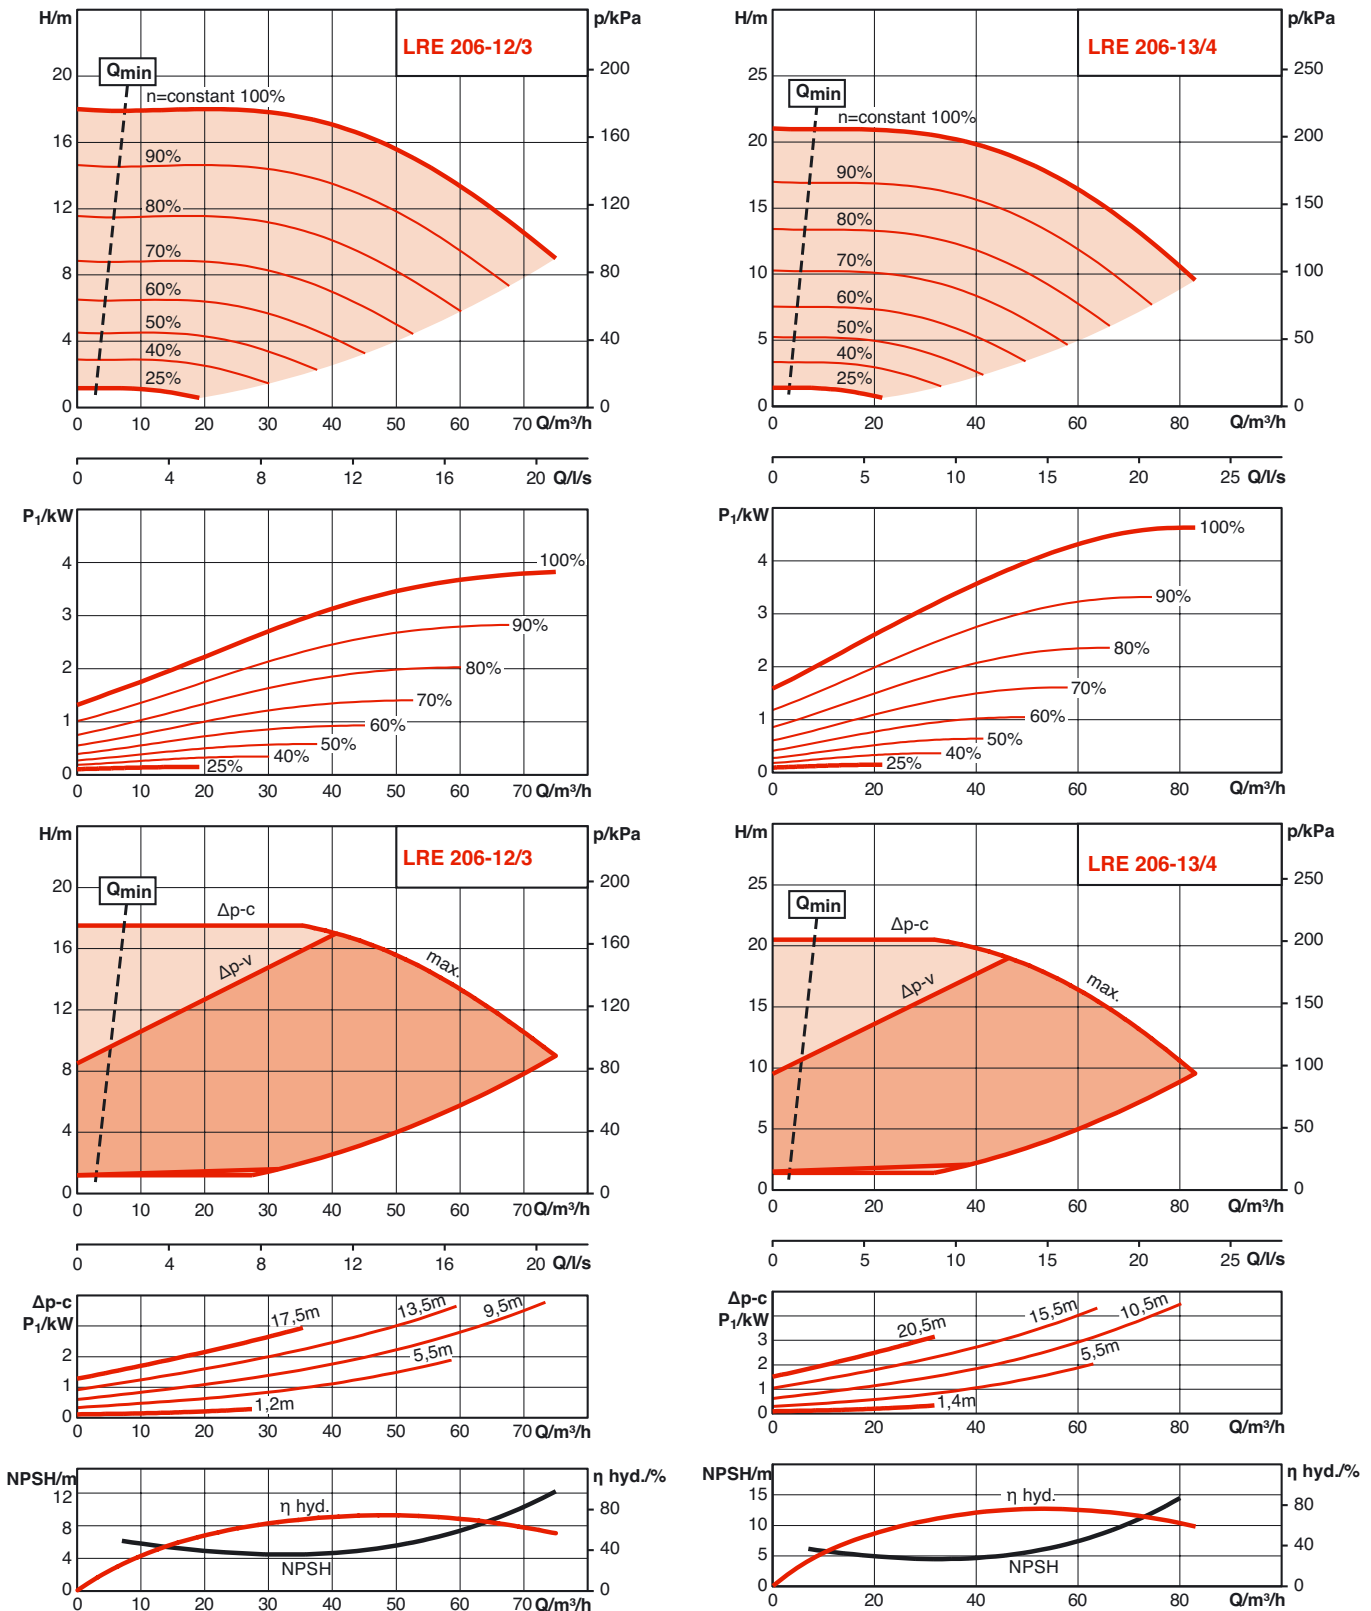 H/m
p/kPa
LRE 206-12/3
Qmin
n=constant 100%
90%
80%
70%
60%
50%
40%
25%
20
16
12
8
4
0
200
160
120
80
40
0
0 10 20 30 40 50 60 70 Q/m³/h
0 4 8 12 16 20 Q/l/s
H/m
p/kPa
LRE 206-13/4
Qmin
n=constant 100%
90%
80%
70%
60%
50%
40%
25%
25
20
15
10
5
0
250
200
150
100
50
0
0 20 40 60 80 Q/m³/h
0 5 10 15 20 25 Q/l/s
P₁/kW
4
3
2
1
0
100%
90%
80%
70%
60%
50%
40%
25%
0 10 20 30 40 50 60 70 Q/m³/h
P₁/kW
4
3
2
1
0
100%
90%
80%
70%
60%
50%
40%
25%
0 20 40 60 80 Q/m³/h
H/m
p/kPa
LRE 206-12/3
Qmin
Δp-c
Δp-v
max.
20
16
12
8
4
0
200
160
120
80
40
0
0 10 20 30 40 50 60 70 Q/m³/h
0 4 8 12 16 20 Q/l/s
H/m
p/kPa
LRE 206-13/4
Qmin
Δp-c
Δp-v
max.
25
20
15
10
5
0
250
200
150
100
50
0
0 20 40 60 80 Q/m³/h
0 5 10 15 20 25 Q/l/s
Δp-c
P₁/kW
2
1
0
17,5m
13,5m
9,5m
5,5m
1,2m
0 10 20 30 40 50 60 70 Q/m³/h
Δp-c
P₁/kW
3
2
1
0
20,5m
15,5m
10,5m
5,5m
1,4m
0 20 40 60 80 Q/m³/h
NPSH/m
η hyd./%
12
8
4
0
80
40
0
η hyd.
NPSH
0 10 20 30 40 50 60 70 Q/m³/h
NPSH/m
η hyd./%
15
10
5
0
80
40
0
η hyd.
NPSH
0 20 40 60 80 Q/m³/h